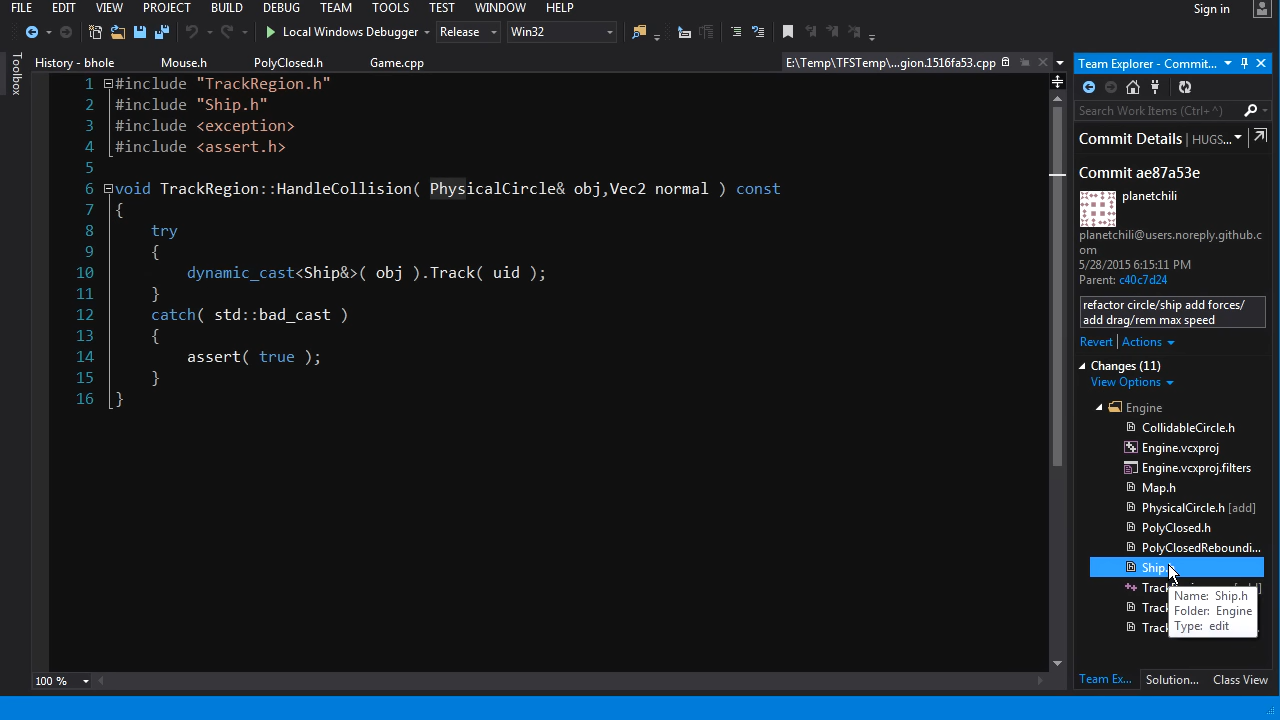 FILE EDIT VIEW PROJECT BUILD DEBUG TEAM TOOLS TEST WINDOW HELP Sign in
Local Windows Debugger Release Win32
Toolbox
History - bhole Mouse.h PolyClosed.h Game.cpp E:\Temp\TFSTemp\...gion.1516fa53.cpp
1 #include "TrackRegion.h"
2 #include "Ship.h"
3 #include <exception>
4 #include <assert.h>
5
6 void TrackRegion::HandleCollision( PhysicalCircle& obj,Vec2 normal ) const
7 {
8 try
9 {
10 dynamic_cast<Ship&>( obj ).Track( uid );
11 }
12 catch( std::bad_cast )
13 {
14 assert( true );
15 }
16 }
100 %
Team Explorer - Commit...
Search Work Items (Ctrl+^)
Commit Details | HUGS...
Commit ae87a53e
planetchili
planetchili@users.noreply.github.c
om
5/28/2015 6:15:11 PM
Parent: c40c7d24
refactor circle/ship add forces/
add drag/rem max speed
Revert | Actions
Changes (11)
View Options
Engine
CollidableCircle.h
Engine.vcxproj
Engine.vcxproj.filters
Map.h
PhysicalCircle.h [add]
PolyClosed.h
PolyClosedReboundi...
Ship.
Track
Track
Track
Name: Ship.h
Folder: Engine
Type: edit
Team Ex... Solution... Class View